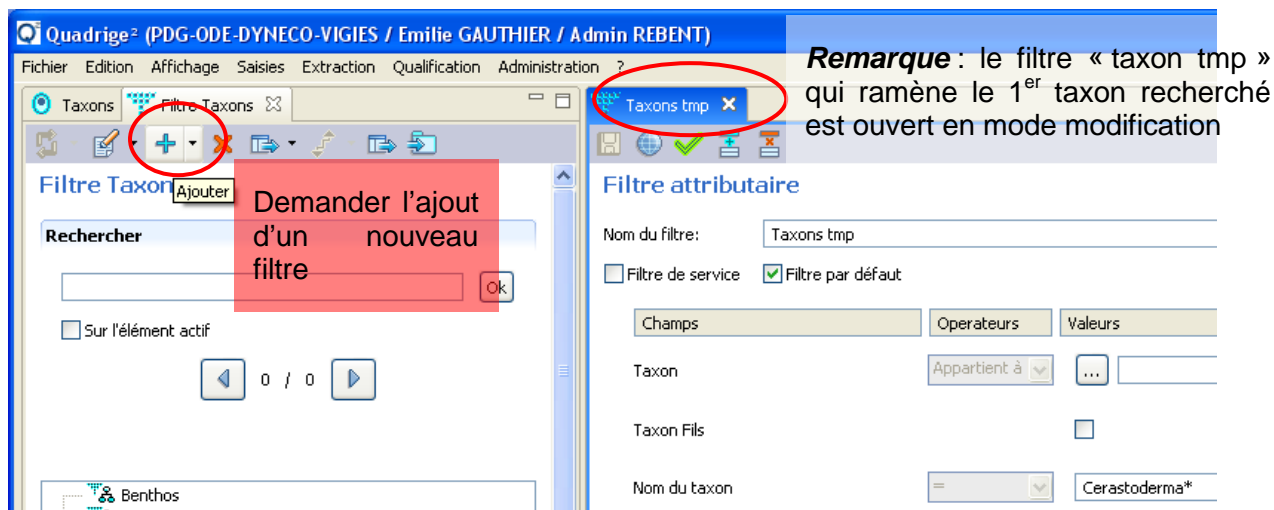 Quadrige² (PDG-ODE-DYNECO-VIGIES / Emilie GAUTHIER / Admin REBENT)
Fichier Edition Affichage Saisies Extraction Qualification Administration ?
Remarque : le filtre « taxon tmp »
qui ramène le 1er taxon recherché
est ouvert en mode modification
Taxons Filtre Taxons
Filtre Taxon
Ajouter
Demander l'ajout
d'un nouveau
filtre
Rechercher
Ok
Sur l'élément actif
0 / 0
Benthos
Taxons tmp
Filtre attributaire
Nom du filtre: Taxons tmp
Filtre de service Filtre par défaut
Champs Operateurs Valeurs
Taxon Appartient à ...
Taxon Fils
Nom du taxon = Cerastoderma*